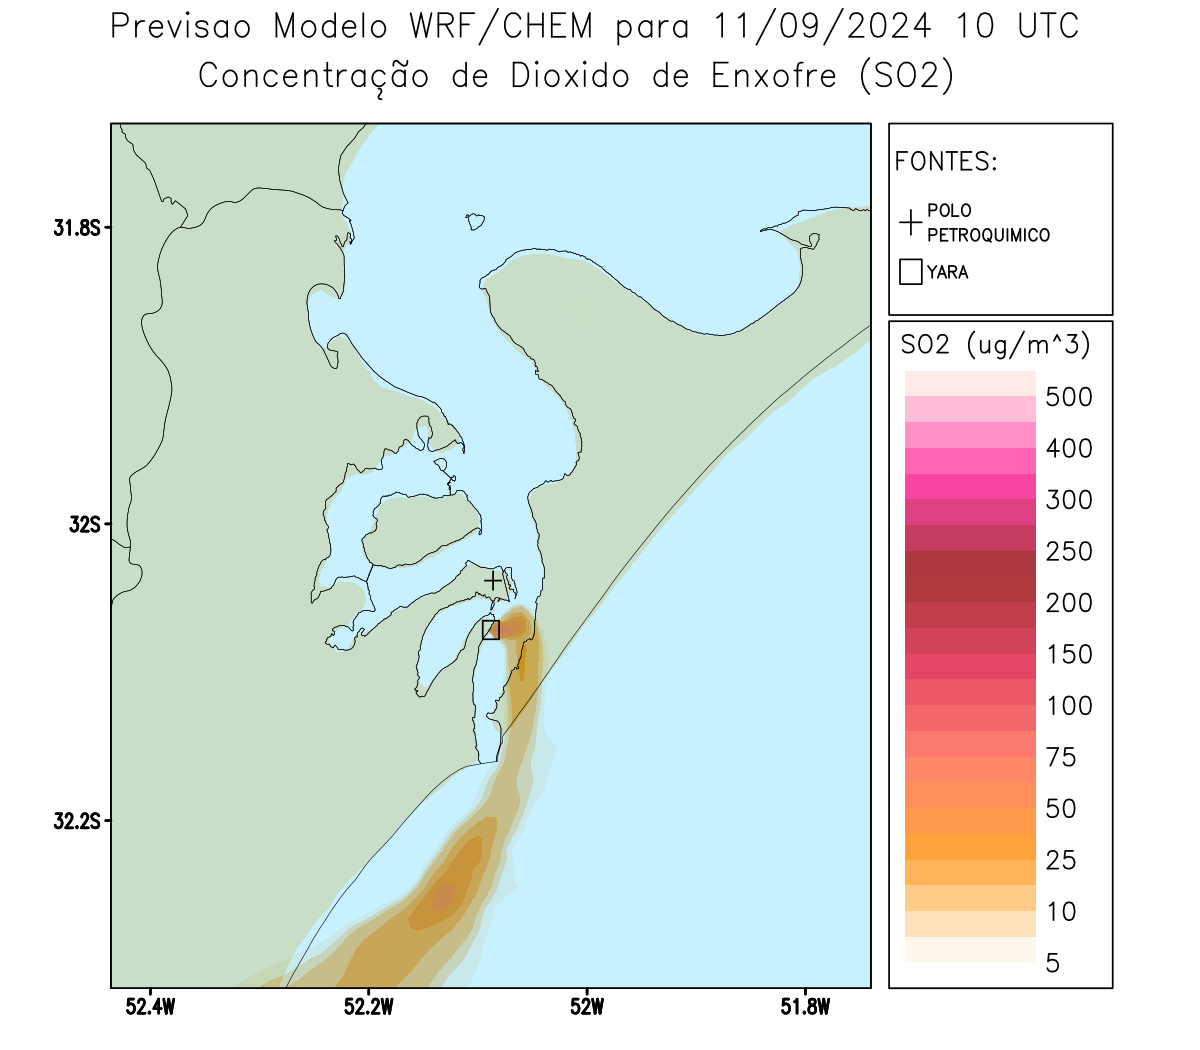 Previsao Modelo WRF/CHEM para 11/09/2024 10 UTC
Concentração de Dioxido de Enxofre (SO2)
FONTES:
POLO
PETROQUIMICO
YARA
SO2 (ug/m^3)
500
400
300
250
200
150
100
75
50
25
10
5
31.8S
32S
32.2S
52.4W
52.2W
52W
51.8W